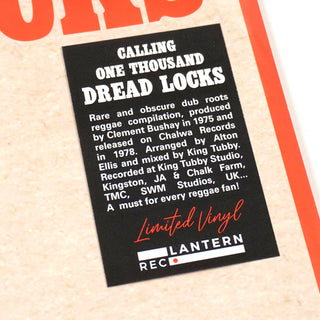 CALLING
ONE THOUSAND
DREAD LOCKS
Rare and obscure dub roots
reggae compilation, produced
by Clement Bushay in 1975 and
released on Chalwa Records
in 1978. Arranged by Alton
Ellis and mixed by King Tubby.
Recorded at King Tubby Studio,
Kingston, JA & Chalk Farm,
TMC, SWM Studios, UK...
A must for every reggae fan!
Limited Vinyl
LANTERN
REC